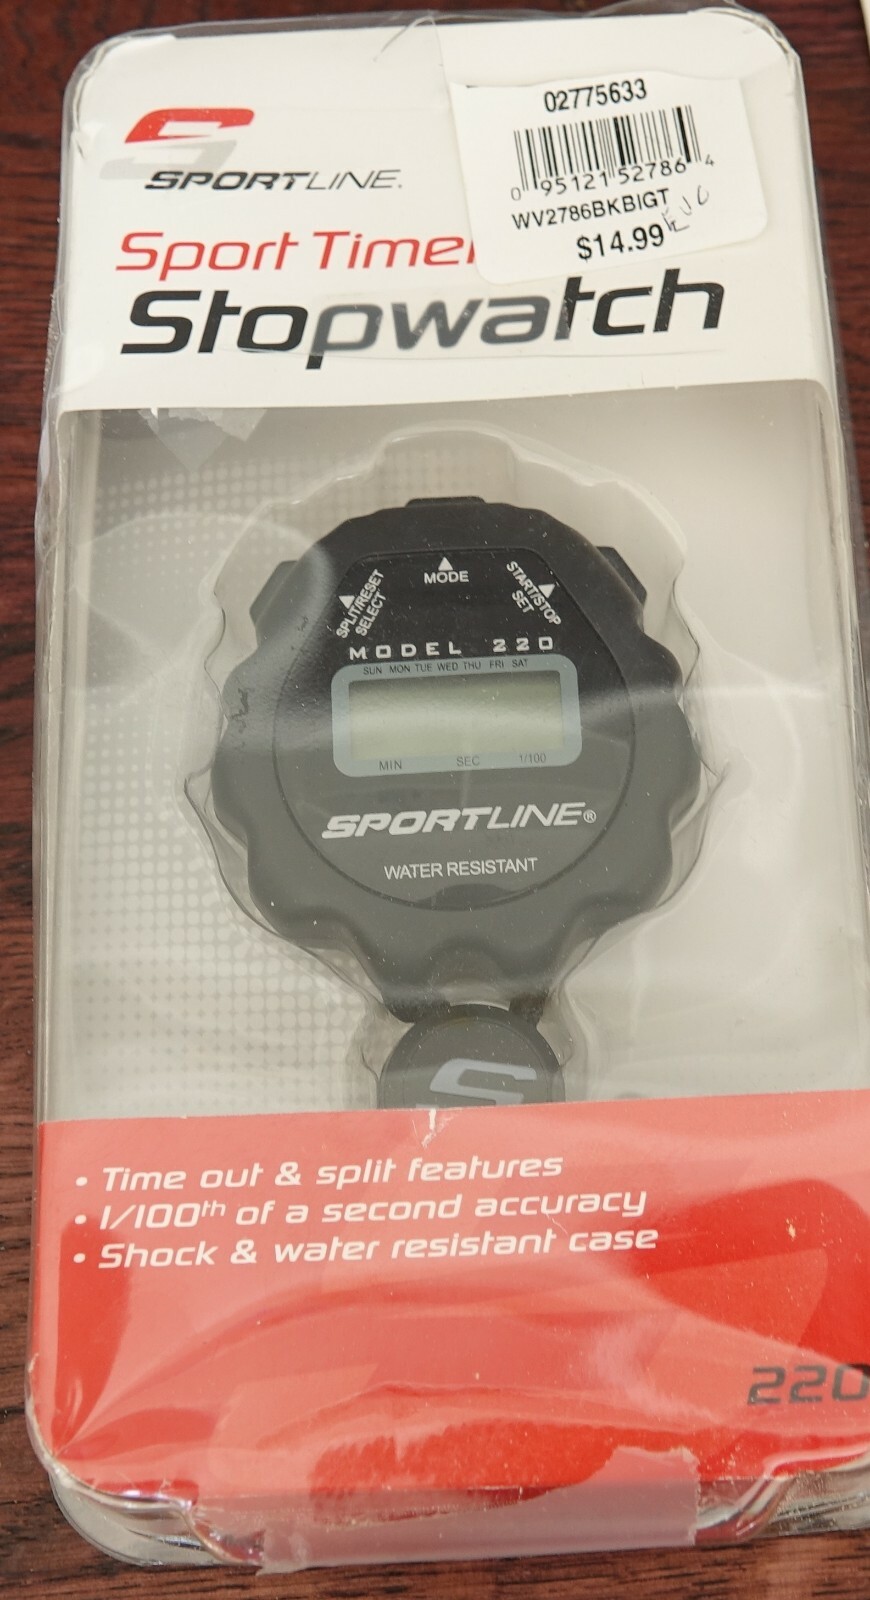 02775633
0 95121 52786 4
WV2786BKBIGT
EVO
$14.99
SPORTLINE.
Sport Timer
Stopwatch
MODE
SPLIT/RESET
SELECT
START/STOP
SET
MODEL 220
SUN MON TUE WED THU FRI SAT
MIN SEC 1/100
SPORTLINE®
WATER RESISTANT
• Time out & split features
• 1/100th of a second accuracy
• Shock & water resistant case
220